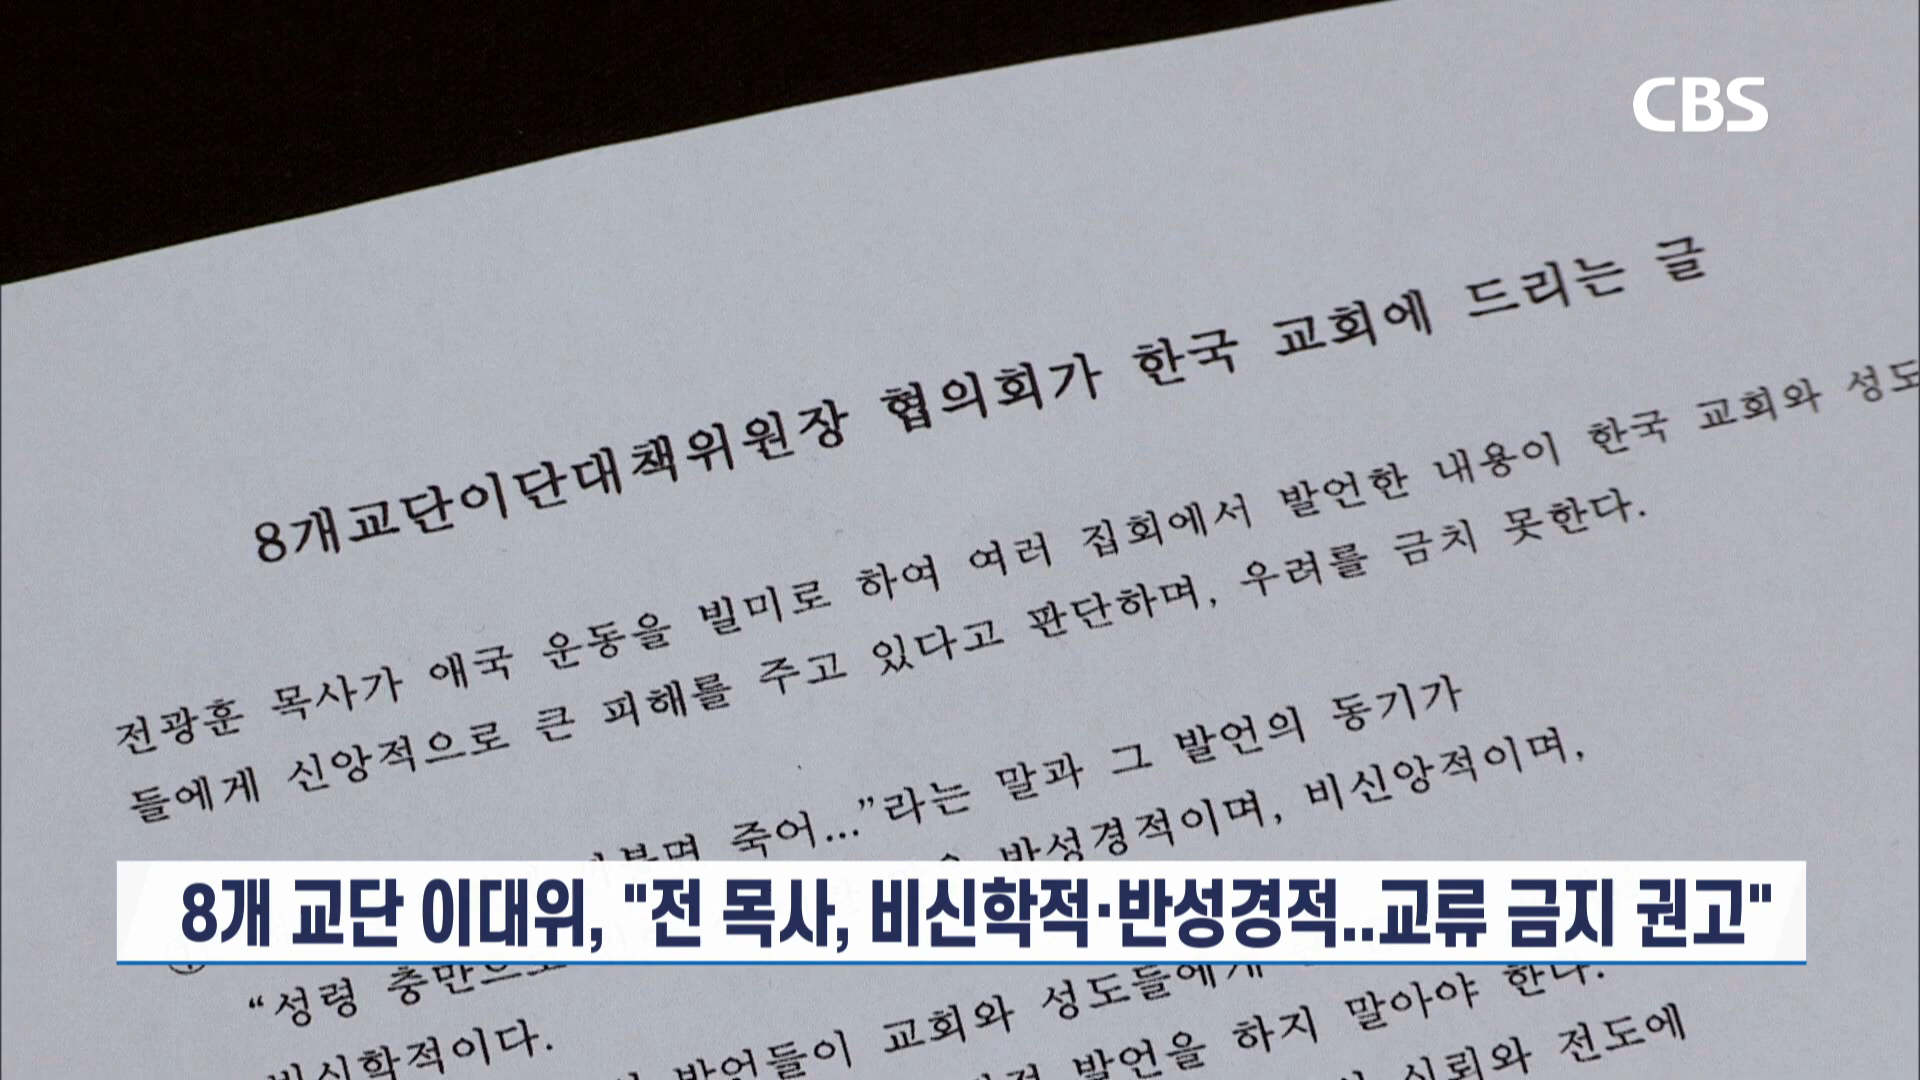 CBS
8개교단이단대책위원장 협의회가 한국 교회에 드리는 글
전광훈 목사가 애국 운동을 빌미로 하여 여러 집회에서 발언한 내용이 한국 교회와 성도
들에게 신앙적으로 큰 피해를 주고 있다고 판단하며, 우려를 금치 못한다.
죽어...”라는 말과 그 발언의 동기가
반성경적이며, 비신앙적이며,
8개 교단 이대위, "전 목사, 비신학적·반성경적..교류 금지 권고"
“성령 충만으로
비신학적이다.
발언들이 교회와 성도들에게
발언을 하지 말아야 한다.
신뢰와 전도에